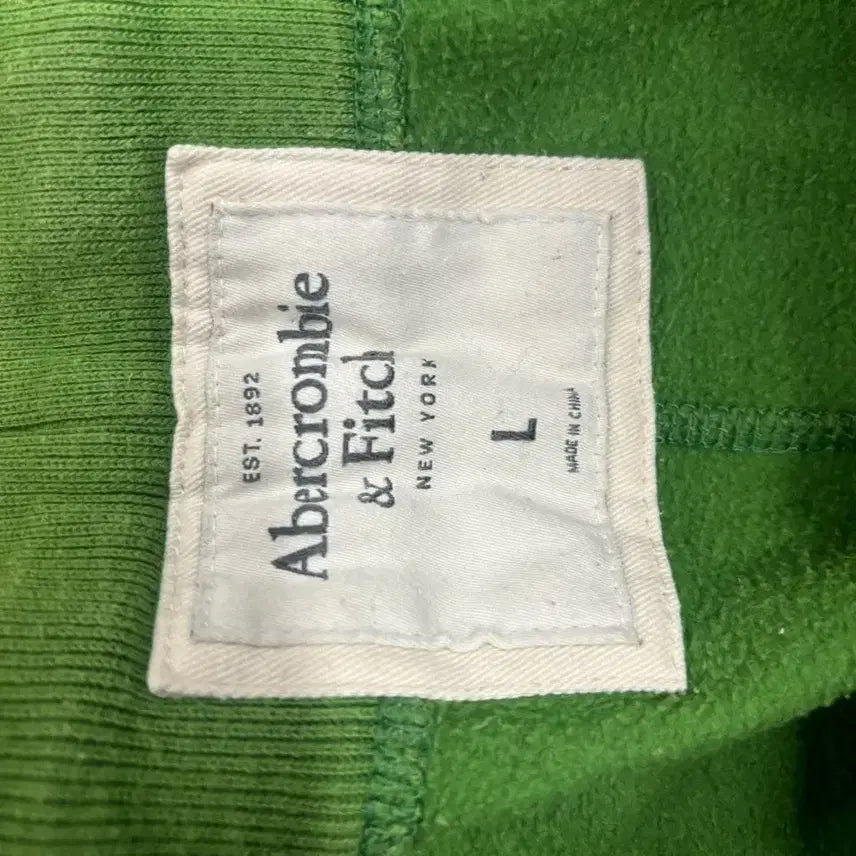 EST. 1892
Abercrombie
& Fitch
NEW YORK
L
MADE IN CHINA